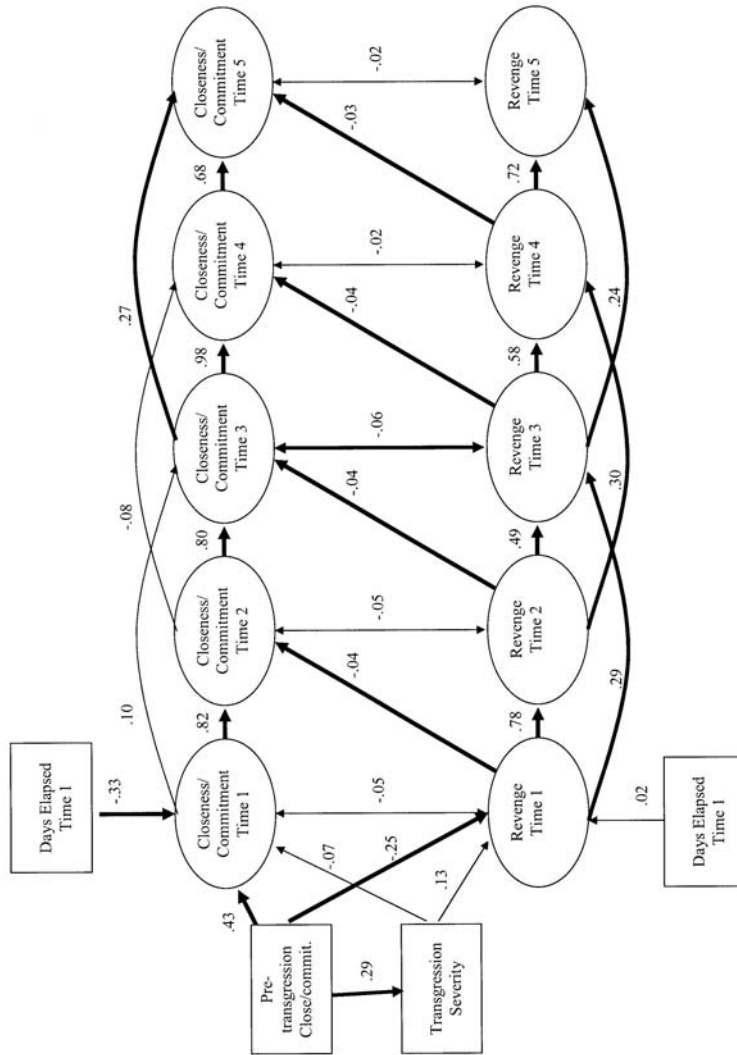 Days Elapsed
Time 1
-.33
.10
-.08
.27
Closeness/
Commitment
Time 1
.82
Closeness/
Commitment
Time 2
.80
Closeness/
Commitment
Time 3
.98
Closeness/
Commitment
Time 4
.68
Closeness/
Commitment
Time 5
.43
Pre-
transgression
Close/commit.
.29
Transgression
Severity
-.07
-.25
.13
-.05
-.04
-.05
-.04
-.06
-.04
-.02
-.03
-.02
Revenge
Time 1
.78
Revenge
Time 2
.49
Revenge
Time 3
.58
Revenge
Time 4
.72
Revenge
Time 5
.02
.29
.30
.24
Days Elapsed
Time 1